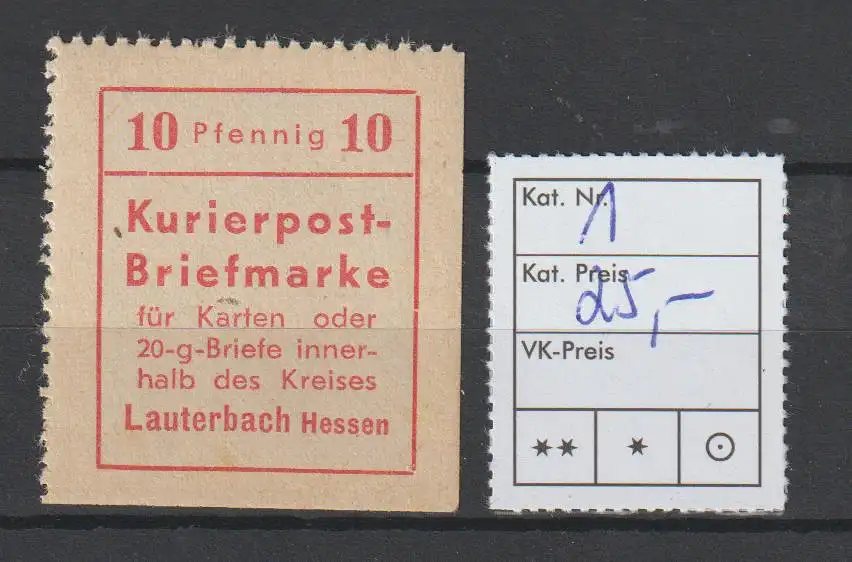 10 Pfennig 10
Kurierpost-
Briefmarke
für Karten oder
20-g-Briefe inner-
halb des Kreises
Lauterbach Hessen
Kat. Nr.
1
Kat. Preis
25,–
VK-Preis